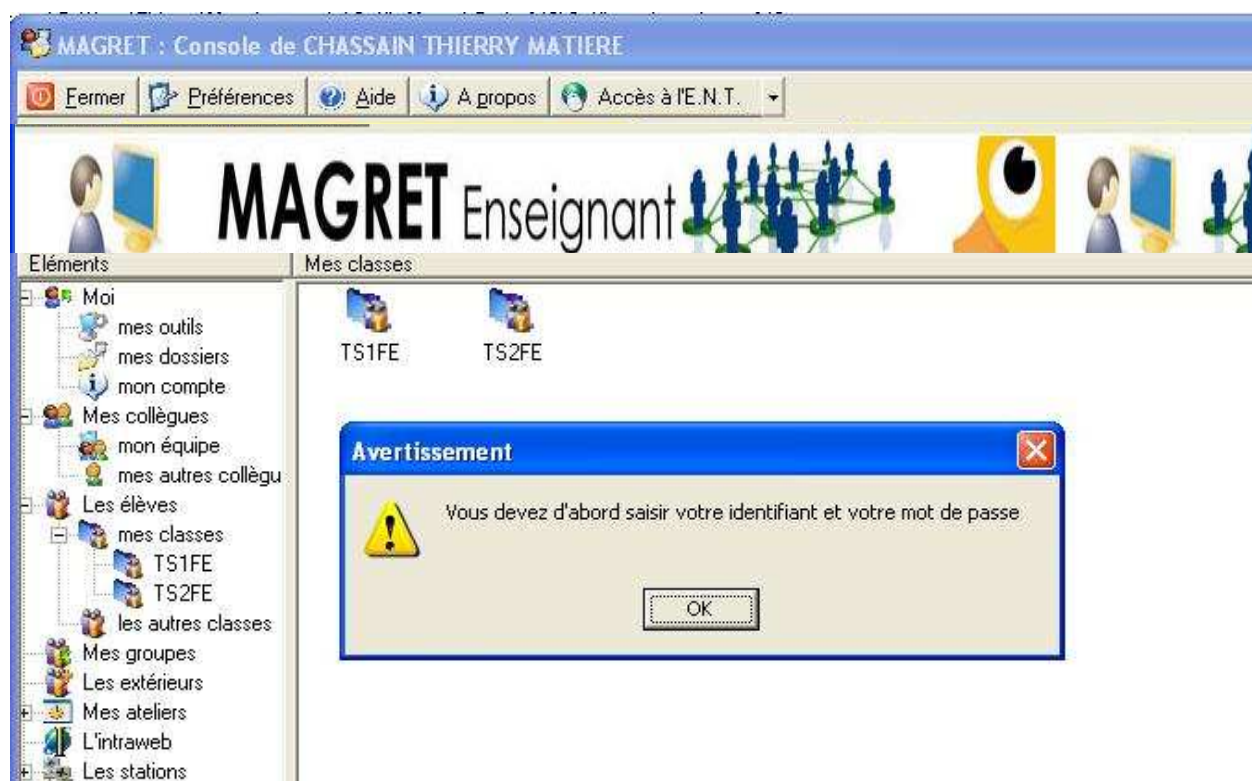 MAGRET : Console de CHASSAIN THIERRY MATIERE
Fermer Préférences Aide A propos Accès à l'E.N.T.
MAGRET Enseignant
Eléments Mes classes
Moi
mes outils
mes dossiers
mon compte
Mes collègues
mon équipe
mes autres collègu
Les élèves
mes classes
TS1FE
TS2FE
les autres classes
Mes groupes
Les extérieurs
Mes ateliers
L'intraweb
Les stations
TS1FE TS2FE
Avertissement
Vous devez d'abord saisir votre identifiant et votre mot de passe
OK